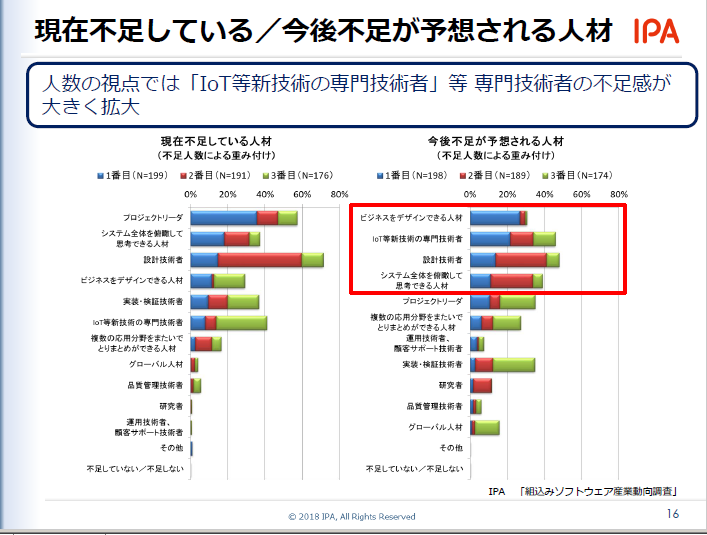 現在不足している／今後不足が予想される人材
IPA
人数の視点では「IoT等新技術の専門技術者」等 専門技術者の不足感が
大きく拡大
現在不足している人材
（不足人数による重み付け）
1番目（N=199） 2番目（N=191） 3番目（N=176）
0% 20% 40% 60% 80%
プロジェクトリーダ
システム全体を俯瞰して
思考できる人材
設計技術者
ビジネスをデザインできる人材
実装・検証技術者
IoT等新技術の専門技術者
複数の応用分野をまたいで
とりまとめができる人材
グローバル人材
品質管理技術者
研究者
運用技術者、
顧客サポート技術者
その他
不足していない／不足しない
今後不足が予想される人材
（不足人数による重み付け）
1番目（N=198） 2番目（N=189） 3番目（N=174）
0% 20% 40% 60% 80%
ビジネスをデザインできる人材
IoT等新技術の専門技術者
設計技術者
システム全体を俯瞰して
思考できる人材
プロジェクトリーダ
複数の応用分野をまたいで
とりまとめができる人材
運用技術者、
顧客サポート技術者
実装・検証技術者
研究者
品質管理技術者
グローバル人材
その他
不足していない／不足しない
IPA 「組込みソフトウェア産業動向調査」
© 2018 IPA, All Rights Reserved
16